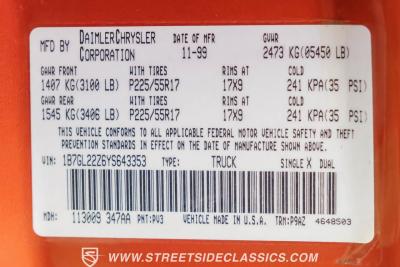 MFD BY DAIMLERCHRYSLER CORPORATION DATE OF MFR 11-99 GVWR 2473 KG(05450 LB)
GAWR FRONT WITH TIRES RIMS AT COLD
1407 KG(3100 LB) P225/55R17 17X9 241 KPA(35 PSI)
GAWR REAR WITH TIRES RIMS AT COLD
1545 KG(3406 LB) P225/55R17 17X9 241 KPA(35 PSI)
THIS VEHICLE CONFORMS TO ALL APPLICABLE FEDERAL MOTOR VEHICLE SAFETY AND THEFT
PREVENTION STANDARDS IN EFFECT ON THE DATE OF MANUFACTURE SHOWN ABOVE.
VIN: 1B7GL22Z6YS643353 TYPE: TRUCK SINGLE X DUAL
MDH: 113009 347AA PNT:PV3 VEHICLE MADE IN U.S.A. TRM:P9AZ 4648503
WWW.STREETSIDECLASSICS.COM